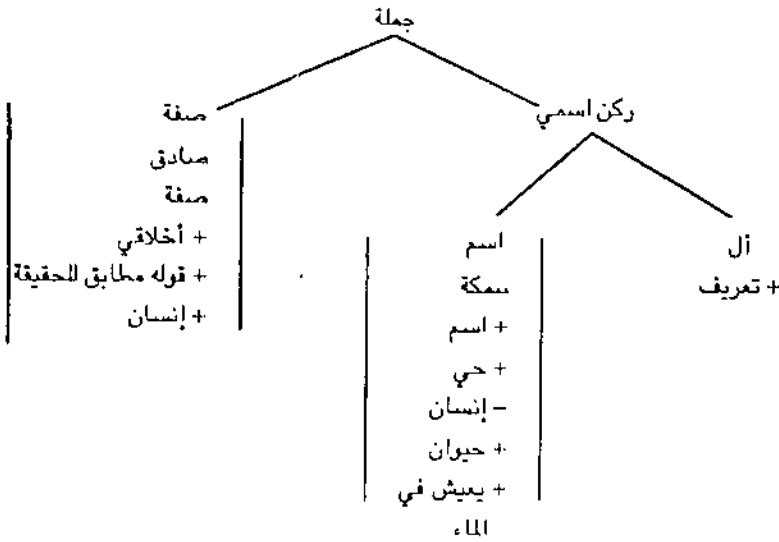 جملة
ركن اسمي
صفة
أل
+ تعريف
اسم
سمكة
+ اسم
+ حي
- إنسان
+ حيوان
+ يعيش في
الماء
صادق
صفة
+ أخلاقي
+ قوله مطابق للحقيقة
+ إنسان